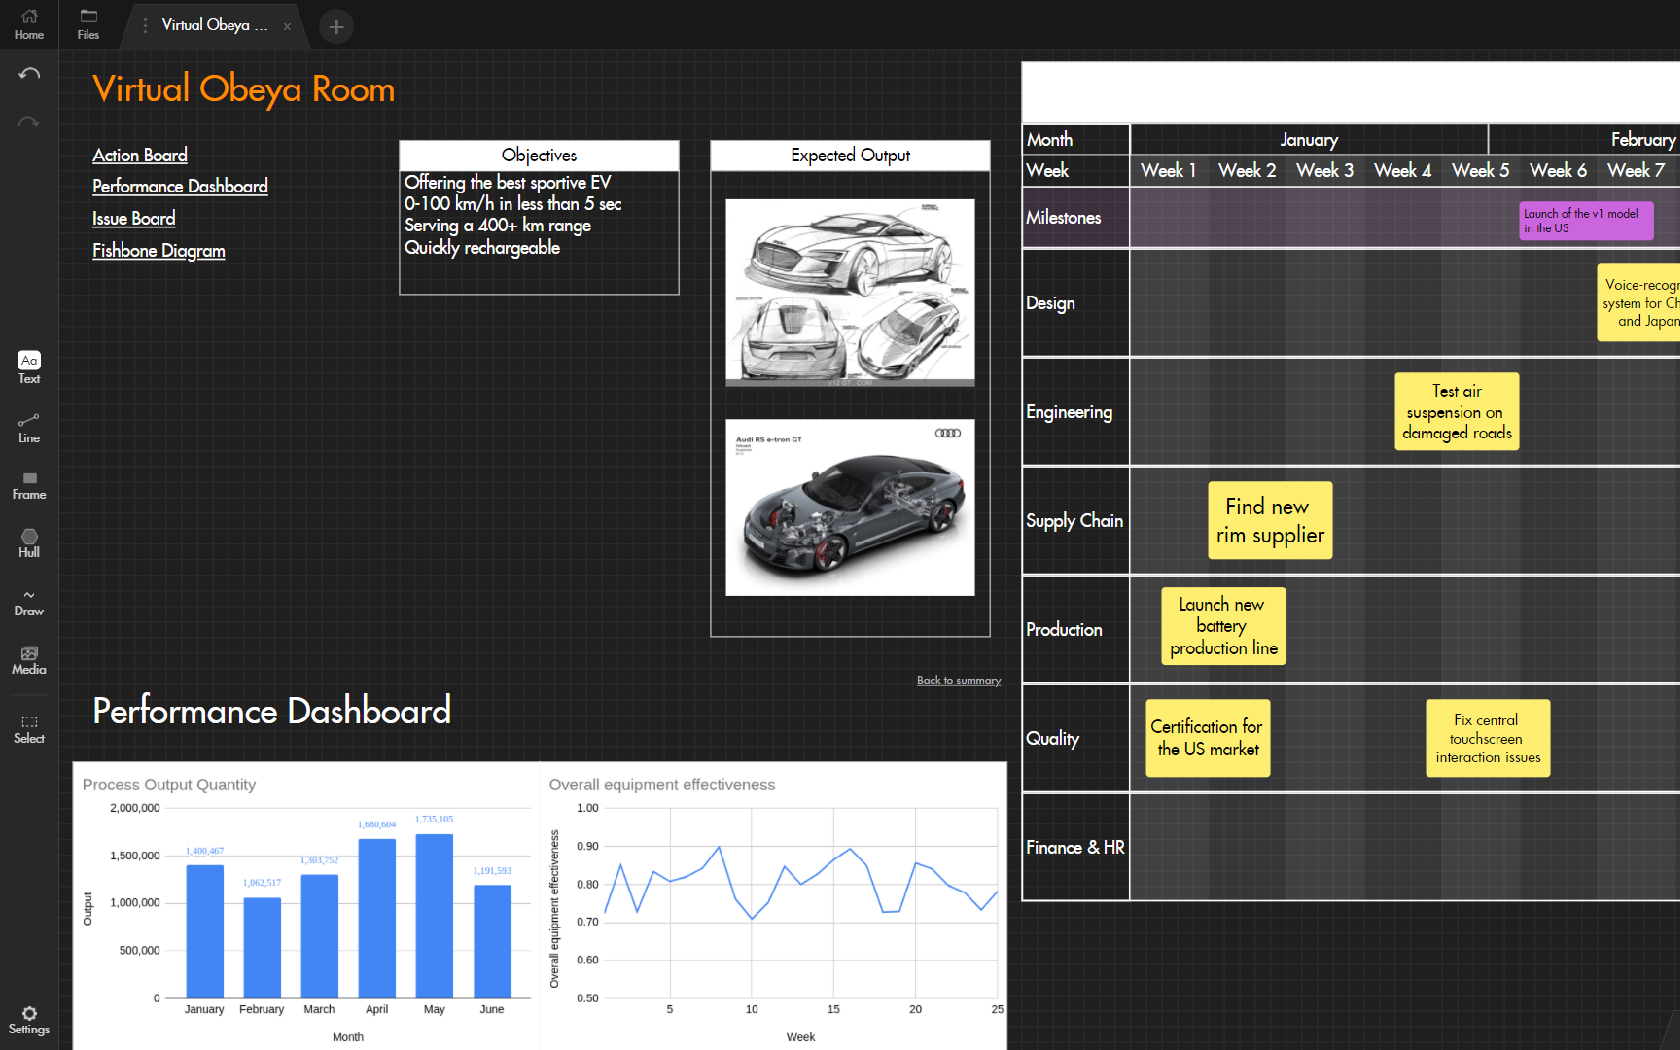 Home
Files
Virtual Obeya ...
Virtual Obeya Room
Action Board
Performance Dashboard
Issue Board
Fishbone Diagram
Objectives
Offering the best sportive EV
0-100 km/h in less than 5 sec
Serving a 400+ km range
Quickly rechargeable
Expected Output
V12 GT .COM
Audi RS e-tron GT
Back to summary
Text
Line
Frame
Hull
Draw
Media
Select
Settings
Month
January
February
Week
Week 1
Week 2
Week 3
Week 4
Week 5
Week 6
Week 7
Milestones
Launch of the v1 model
in the US
Design
Voice-recogn
system for Ch
and Japan
Engineering
Test air
suspension on
damaged roads
Supply Chain
Find new
rim supplier
Production
Launch new
battery
production line
Quality
Certification for
the US market
Fix central
touchscreen
interaction issues
Finance & HR
Performance Dashboard
Process Output Quantity
2,000,000
1,500,000
1,000,000
500,000
0
Output
1,400,467
1,062,517
1,303,752
1,680,604
1,735,105
1,191,593
January
February
March
April
May
June
Month
Overall equipment effectiveness
1.00
0.90
0.80
0.70
0.60
0.50
Overall equipment effectiveness
5
10
15
20
25
Week